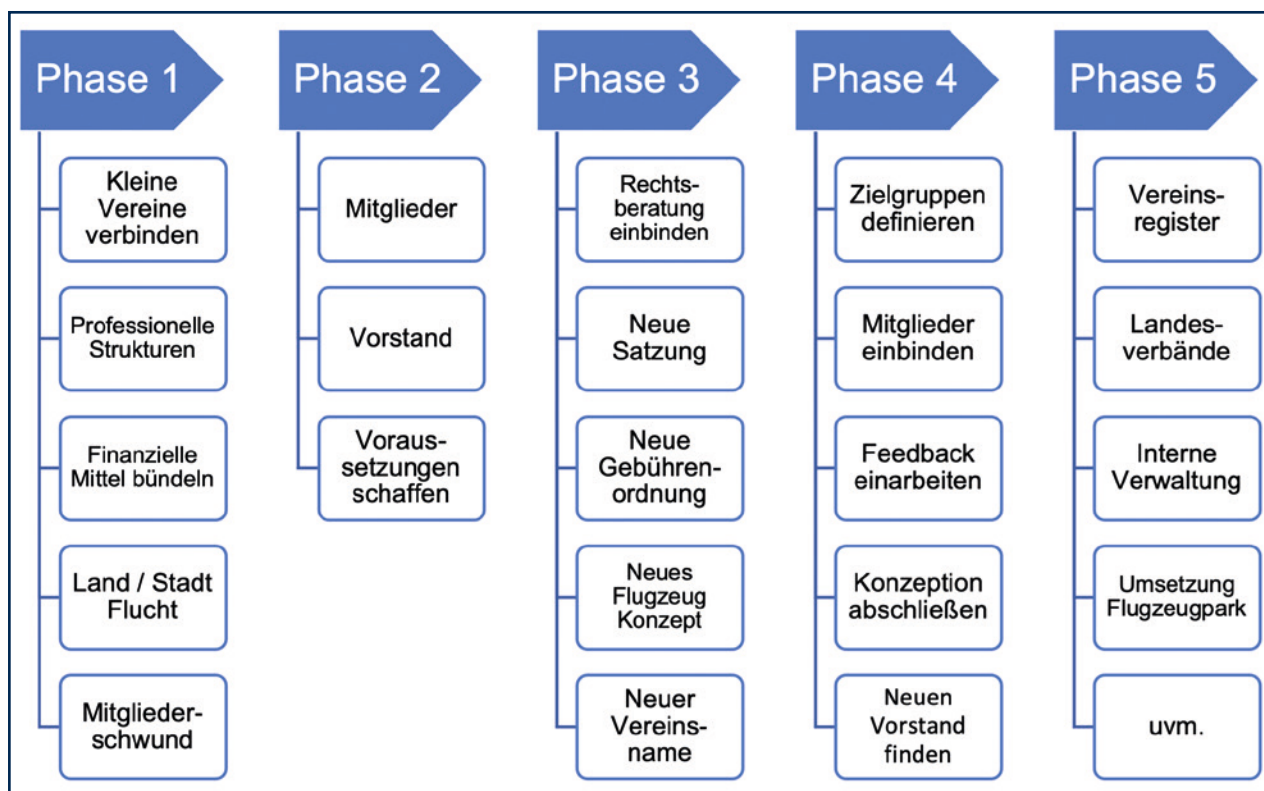 Phase 1
Kleine
Vereine
verbinden
Professionelle
Strukturen
Finanzielle
Mittel bündeln
Land / Stadt
Flucht
Mitglieder-
schwund
Phase 2
Mitglieder
Vorstand
Voraus-
setzungen
schaffen
Phase 3
Rechts-
beratung
einbinden
Neue
Satzung
Neue
Gebühren-
ordnung
Neues
Flugzeug
Konzept
Neuer
Vereins-
name
Phase 4
Zielgruppen
definieren
Mitglieder
einbinden
Feedback
einarbeiten
Konzeption
abschließen
Neuen
Vorstand
finden
Phase 5
Vereins-
register
Landes-
verbände
Interne
Verwaltung
Umsetzung
Flugzeugpark
uvm.